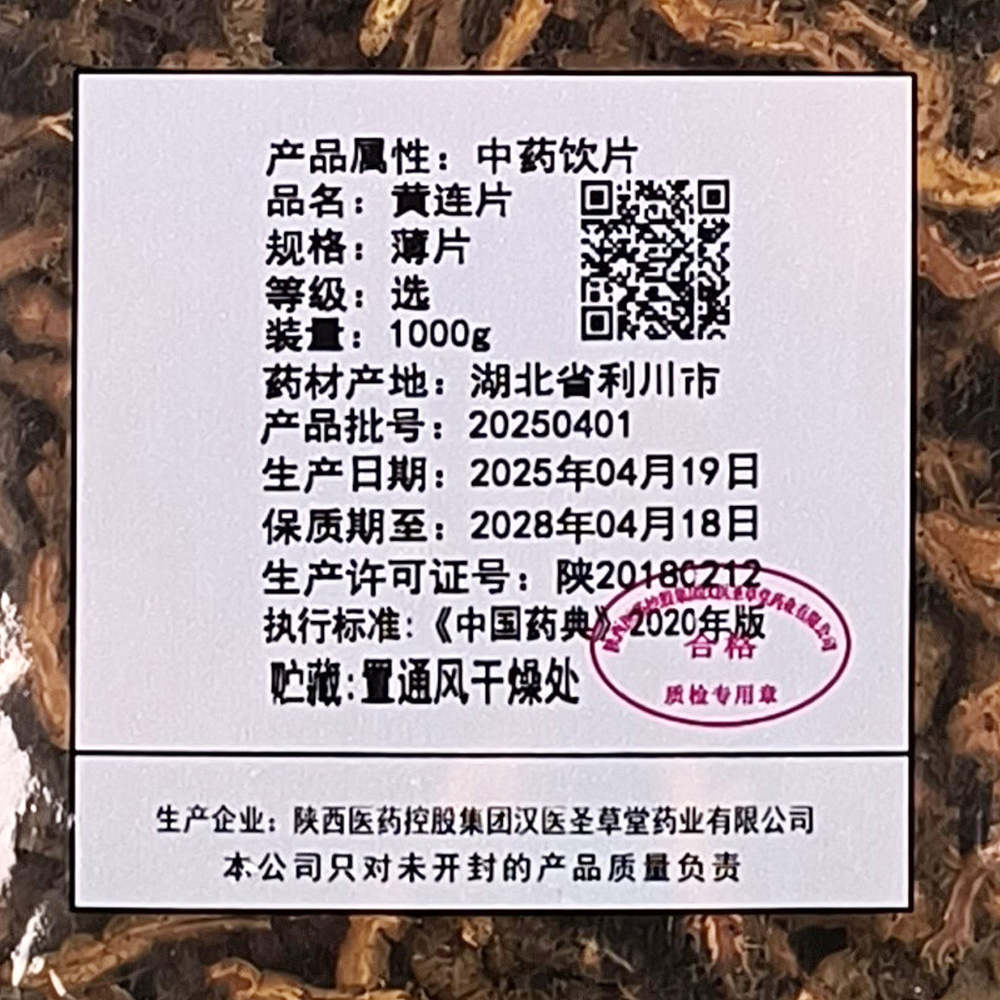 产品属性：中药饮片
品名：黄连片
规格：薄片
等级：选
装量：1000g
药材产地：湖北省利川市
产品批号：20250401
生产日期：2025年04月19日
保质期至：2028年04月18日
生产许可证号：陕20180212
执行标准：《中国药典》2020年版
贮藏：置通风干燥处
合格
质检专用章
生产企业：陕西医药控股集团汉医圣草堂药业有限公司
本公司只对未开封的产品质量负责